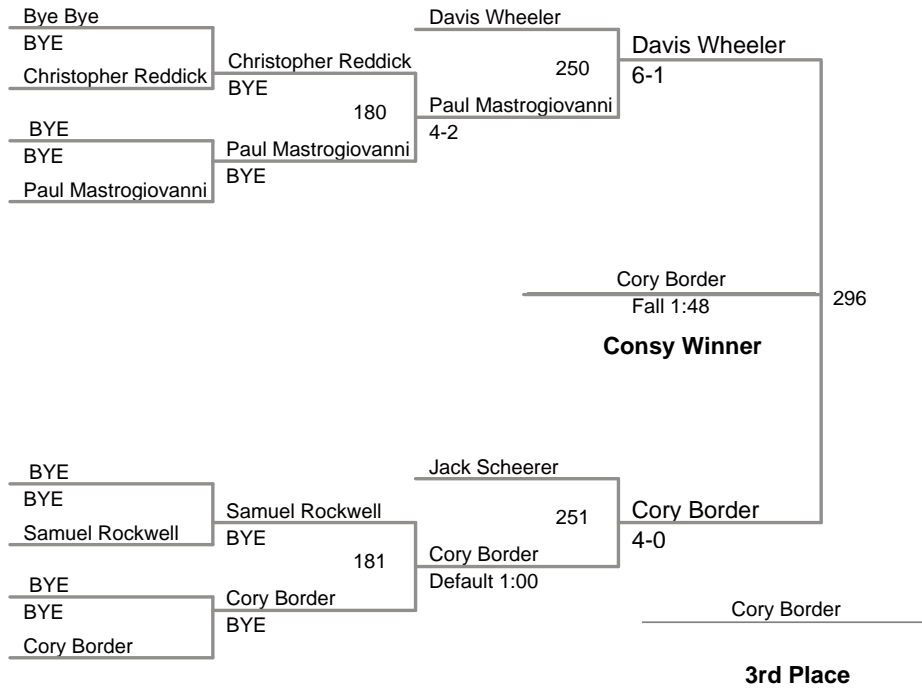 Bye Bye
BYE
Christopher Reddick
Christopher Reddick
BYE
180
BYE
BYE
Paul Mastrogiovanni
Paul Mastrogiovanni
BYE
Davis Wheeler
250
Paul Mastrogiovanni
4-2
Davis Wheeler
6-1
Cory Border
Fall 1:48
Consy Winner
296
BYE
BYE
Samuel Rockwell
Samuel Rockwell
BYE
181
BYE
BYE
Cory Border
Cory Border
BYE
Jack Scheerer
251
Cory Border
Default 1:00
Cory Border
4-0
Cory Border
3rd Place